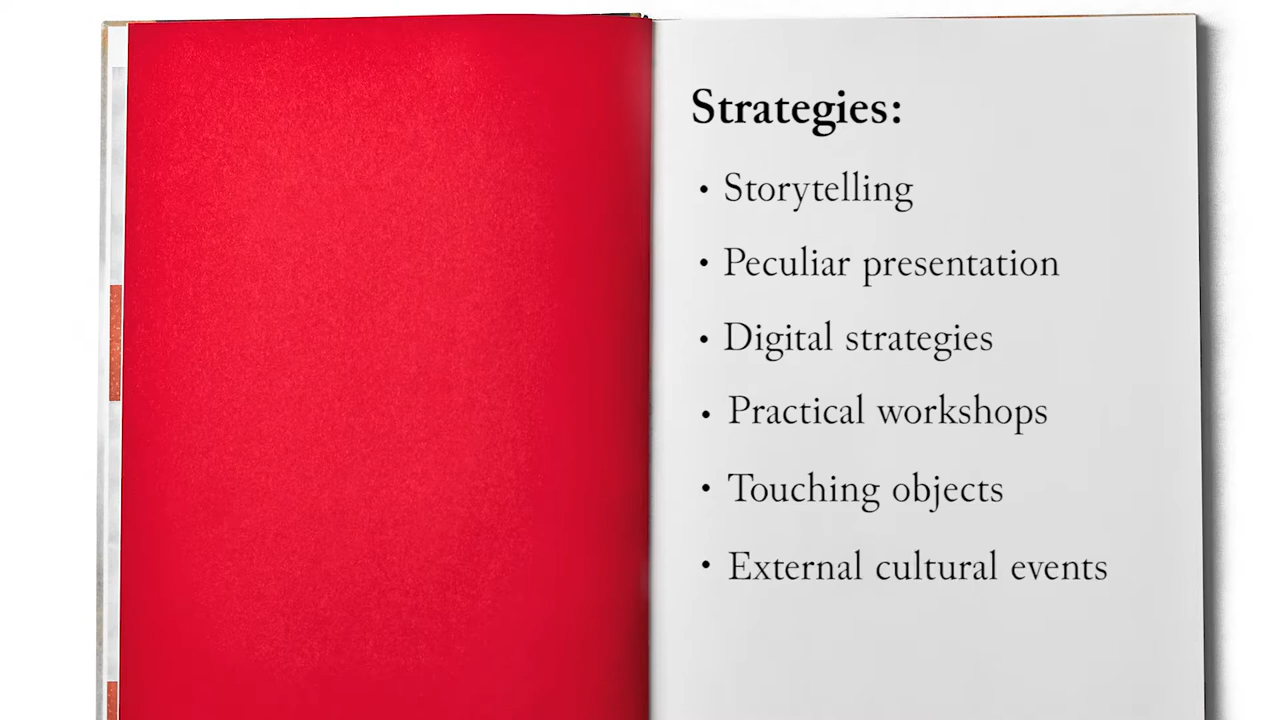 Strategies:
• Storytelling
• Peculiar presentation
• Digital strategies
• Practical workshops
• Touching objects
• External cultural events